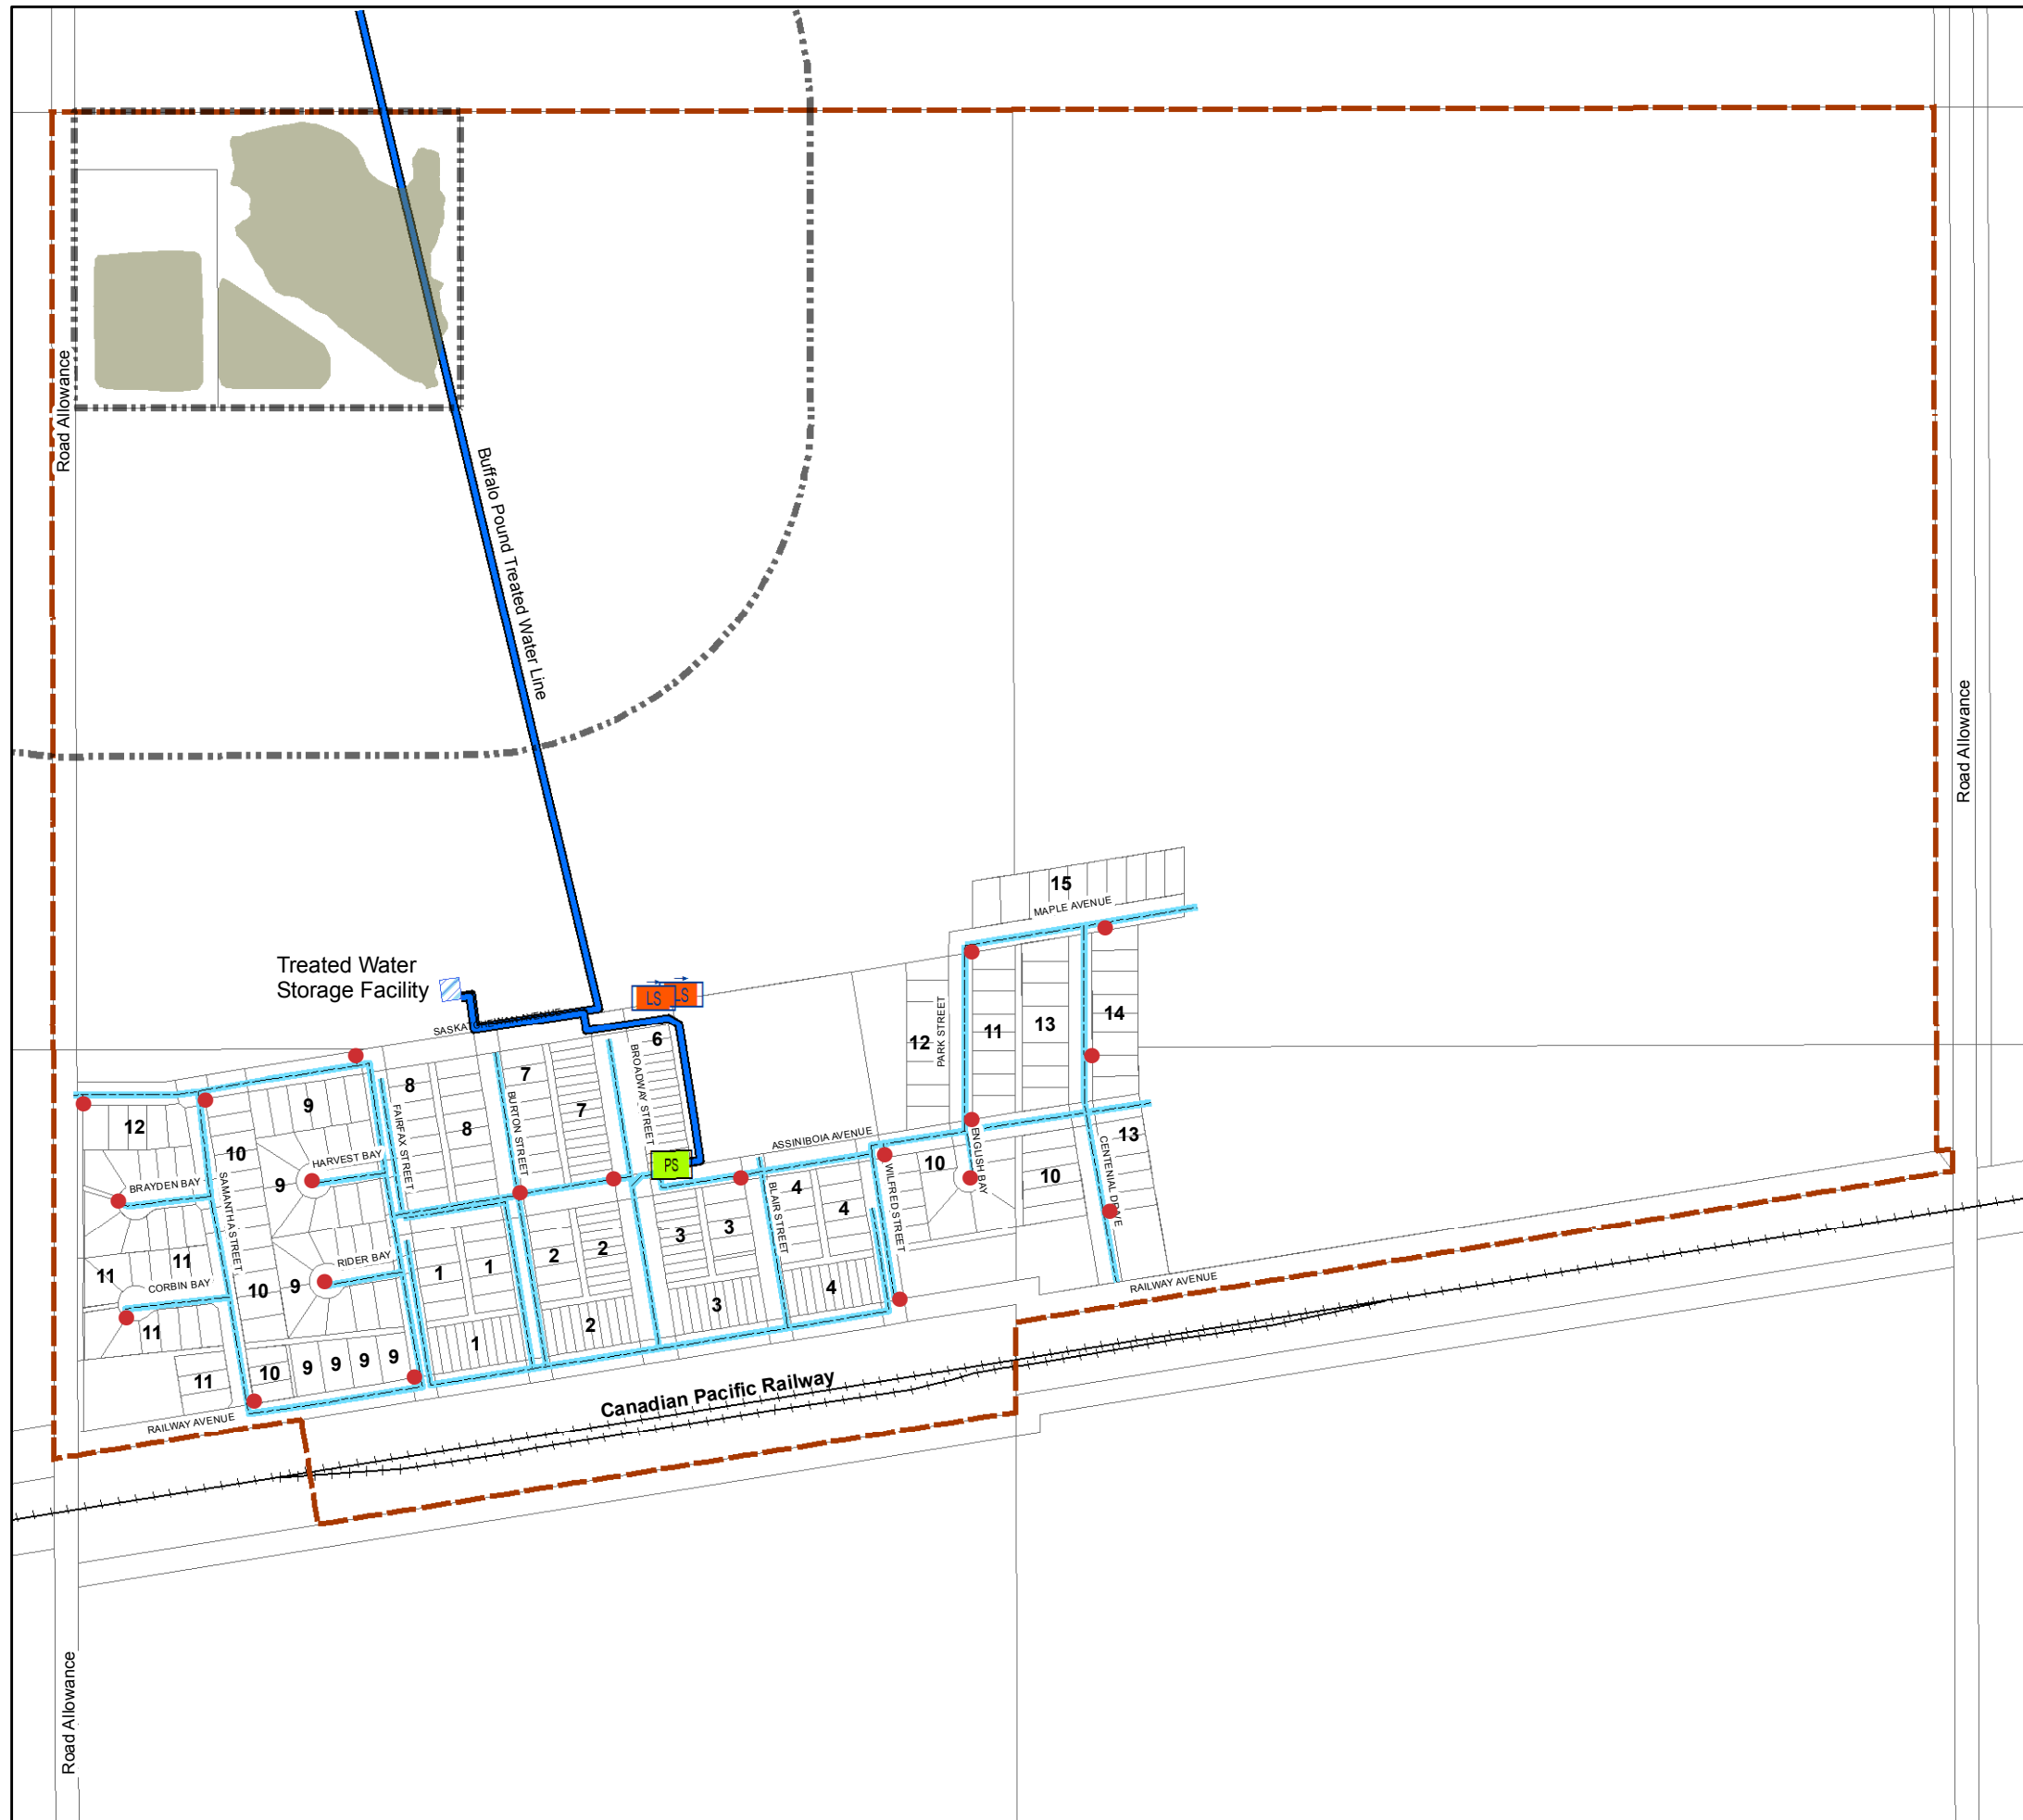 Road Allowance
Buffalo Pound Treated Water Line
Road Allowance
15
MAPLE AVENUE
Treated Water
Storage Facility
LS
LS
SASKATCHEWAN AVENUE
14
13
11
12
PARK STREET
6
BROADWAY STREET
7
7
8
8
BURTON STREET
FAIRFAX STREET
9
12
10
HARVEST BAY
9
BRAYDEN BAY
SAMANTHA STREET
PS
ASSINIBOIA AVENUE
ENGLISH BAY
13
CENTENIAL DRIVE
10
10
WILFRED STREET
4
4
BLAIR STREET
3
3
2
2
1
1
RIDER BAY
9
10
11
11
CORBIN BAY
11
4
3
2
1
9
9
9
9
10
11
RAILWAY AVENUE
RAILWAY AVENUE
Canadian Pacific Railway
Road Allowance